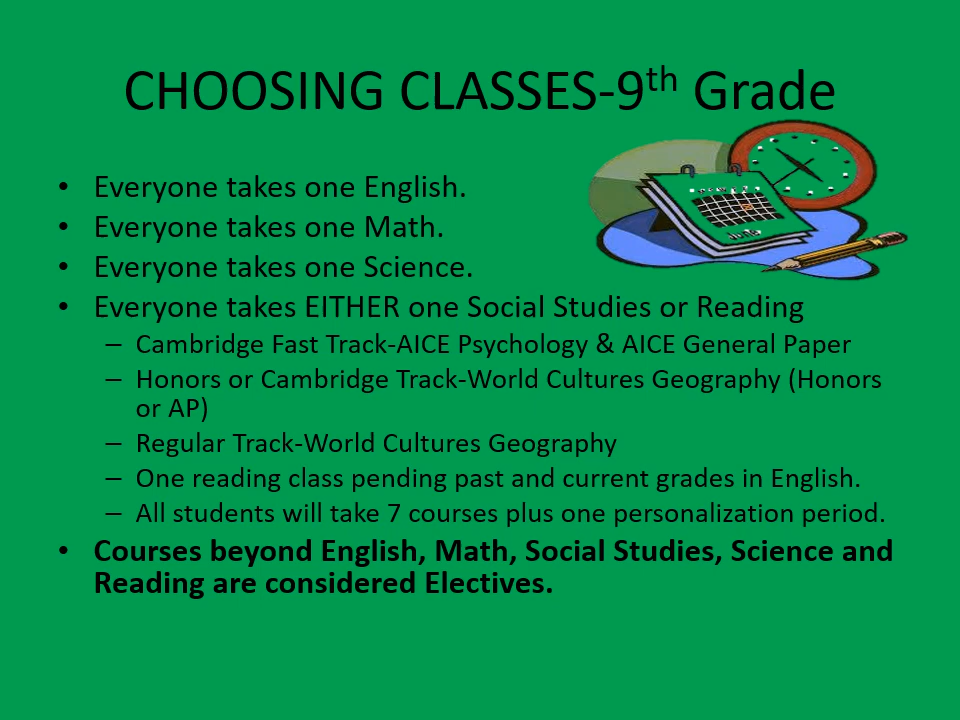 CHOOSING CLASSES-9th Grade
• Everyone takes one English.
• Everyone takes one Math.
• Everyone takes one Science.
• Everyone takes EITHER one Social Studies or Reading
– Cambridge Fast Track-AICE Psychology & AICE General Paper
– Honors or Cambridge Track-World Cultures Geography (Honors
or AP)
– Regular Track-World Cultures Geography
– One reading class pending past and current grades in English.
– All students will take 7 courses plus one personalization period.
• Courses beyond English, Math, Social Studies, Science and
Reading are considered Electives.